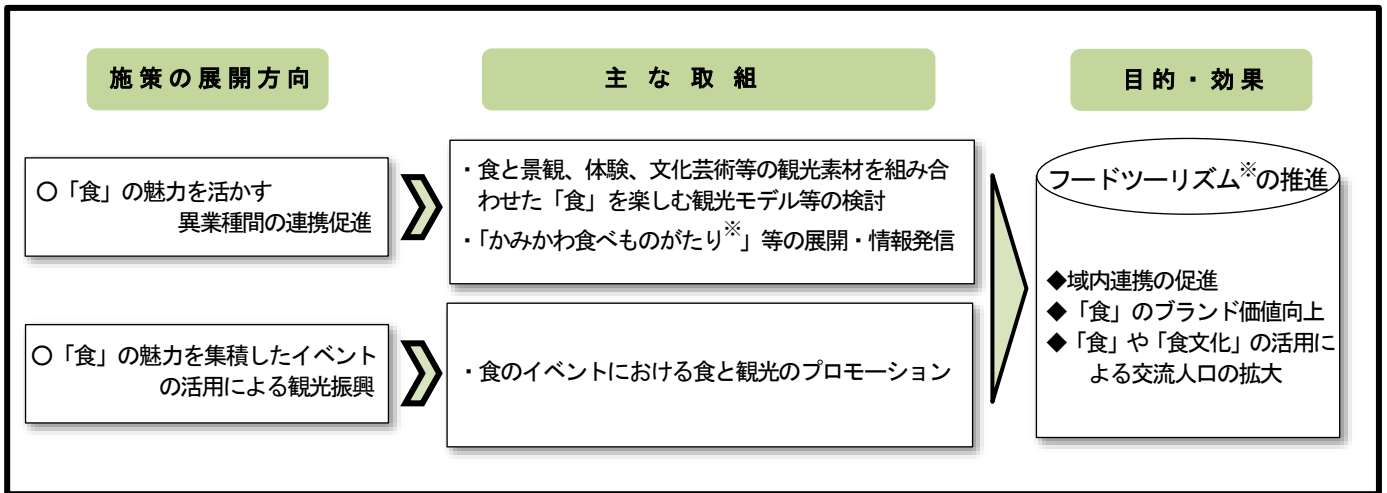 施策の展開方向
主な取組
目的・効果
○「食」の魅力を活かす
異業種間の連携促進
・食と景観、体験、文化芸術等の観光素材を組み合
わせた「食」を楽しむ観光モデル等の検討
・「かみかわ食べものがたり※」等の展開・情報発信
○「食」の魅力を集積したイベント
の活用による観光振興
・食のイベントにおける食と観光のプロモーション
フードツーリズム※の推進
◆域内連携の促進
◆「食」のブランド価値向上
◆「食」や「食文化」の活用に
よる交流人口の拡大